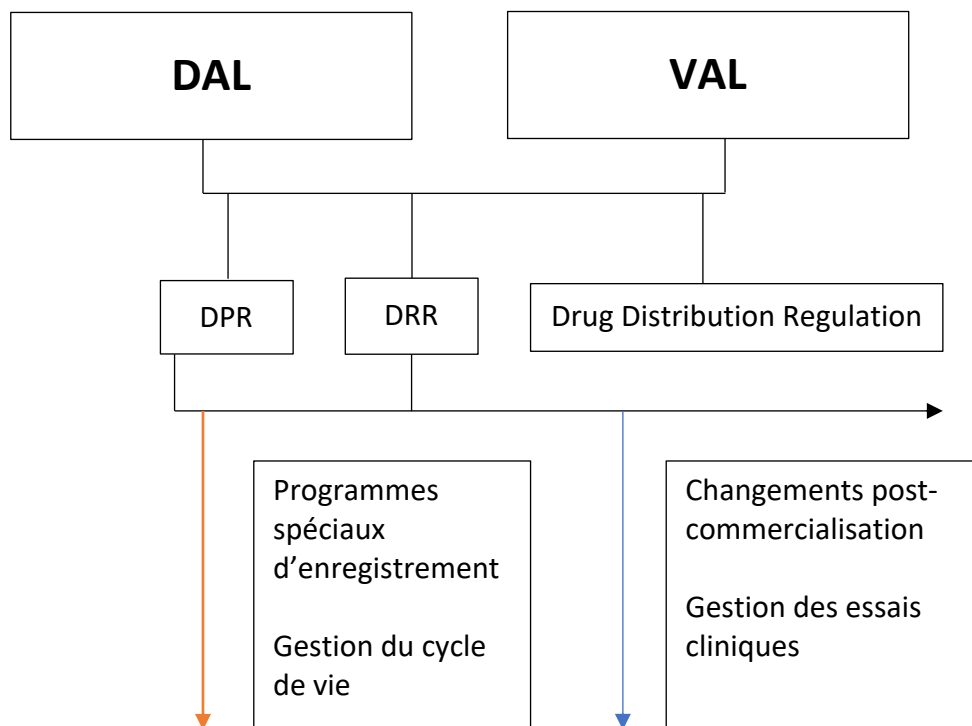 DAL
VAL
DPR
DRR
Drug Distribution Regulation
Programmes
spéciaux
d’enregistrement
Gestion du cycle
de vie
Changements post-
commercialisation
Gestion des essais
cliniques